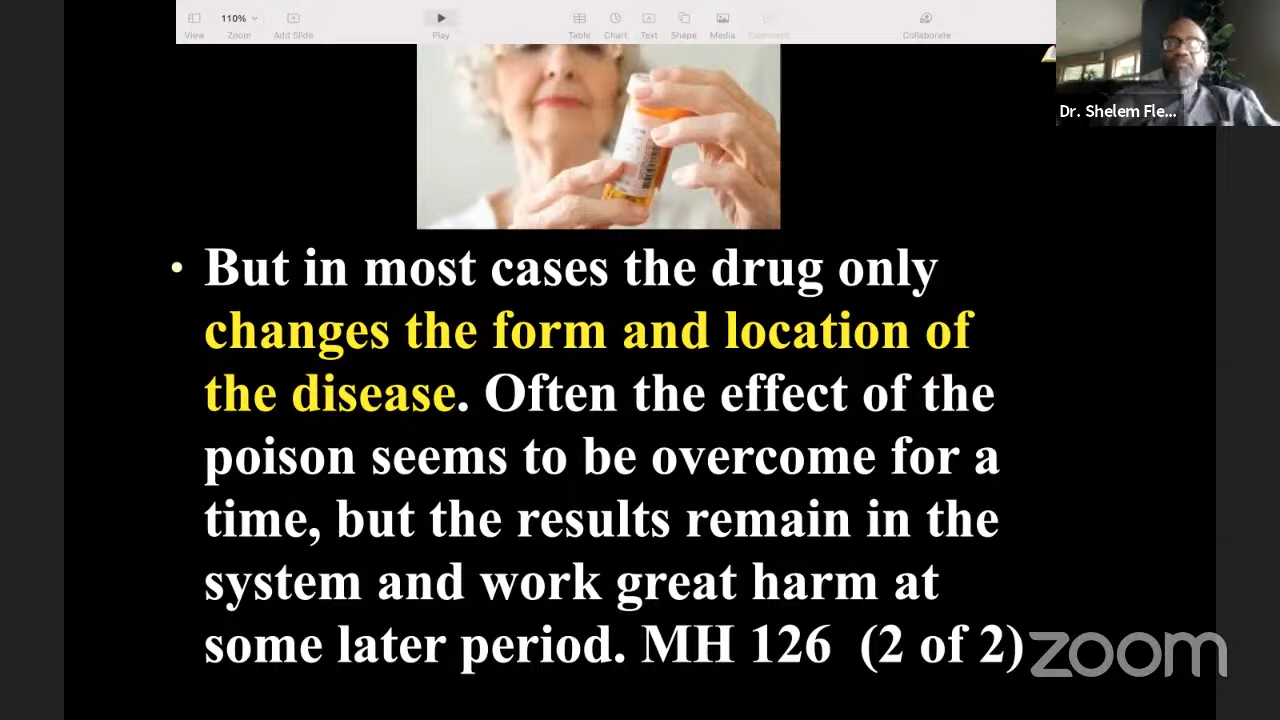 110%
View
Zoom
Add Slide
Play
Table
Chart
Text
Shape
Media
Comment
Collaborate
Dr. Shelem Fle...
• But in most cases the drug only
changes the form and location of
the disease. Often the effect of the
poison seems to be overcome for a
time, but the results remain in the
system and work great harm at
some later period. MH 126 (2 of 2)
zoom